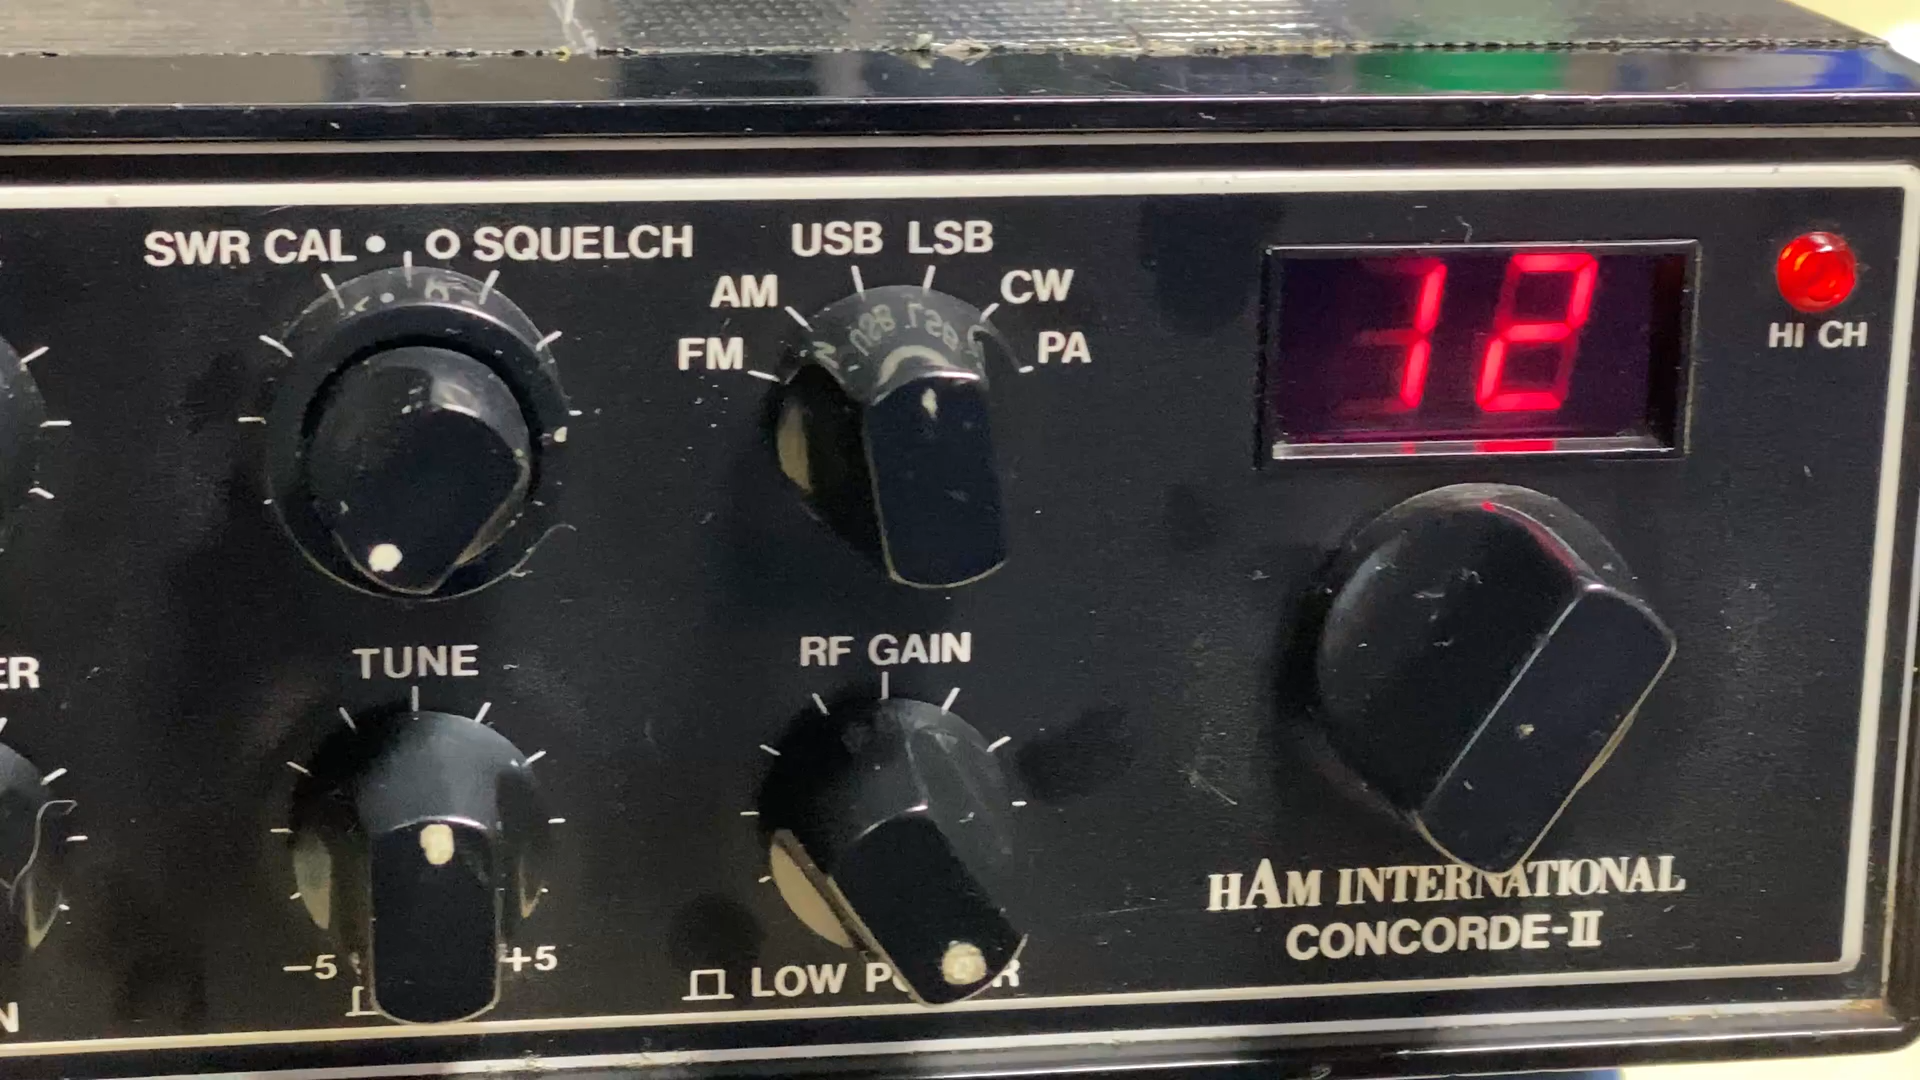 SWR CAL • O SQUELCH
USB LSB
AM
CW
FM
PA
HI CH
TUNE
RF GAIN
-5
+5
LOW
HAM INTERNATIONAL
CONCORDE-II